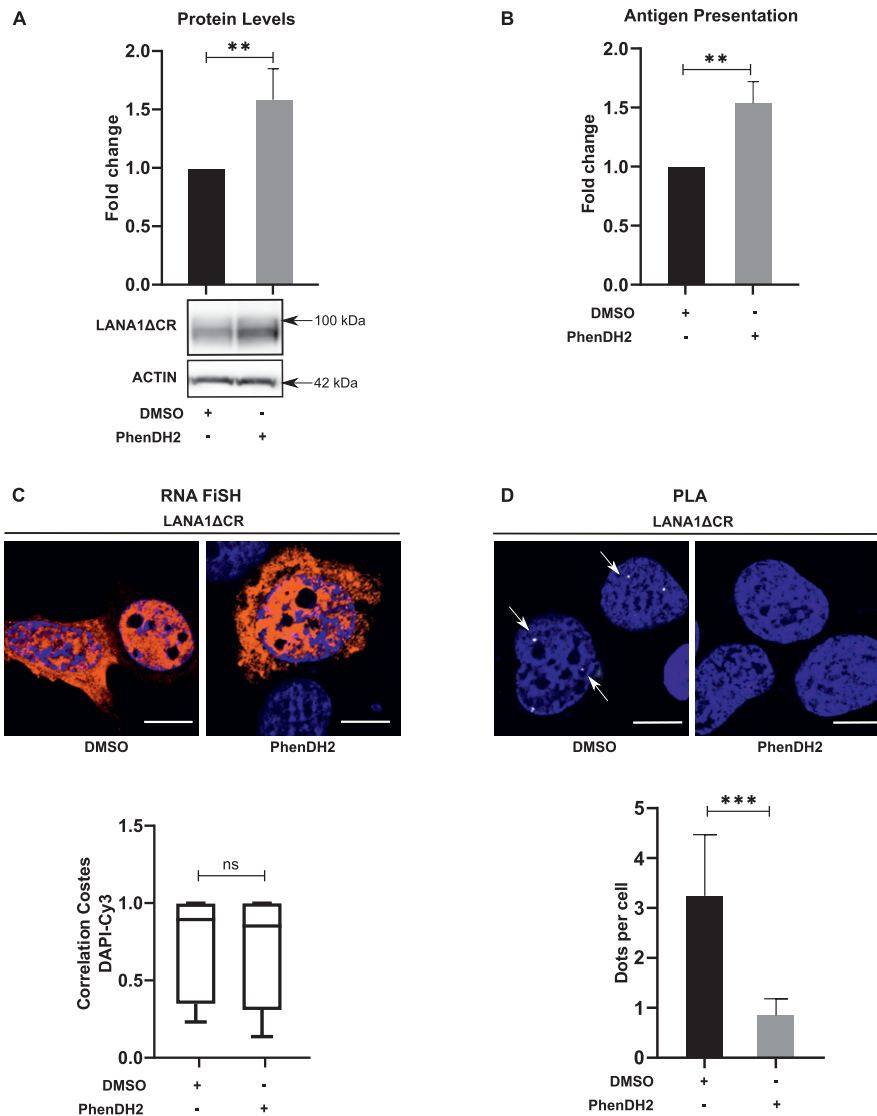 A
Protein Levels
**
2.0
1.5
1.0
0.5
0.0
Fold change
LANA1ΔCR
100 kDa
ACTIN
42 kDa
DMSO + -
PhenDH2 - +
B
Antigen Presentation
**
2.0
1.5
1.0
0.5
0.0
Fold change
DMSO + -
PhenDH2 - +
C
RNA FiSH
LANA1ΔCR
DMSO PhenDH2
1.5
1.0
0.5
0.0
Correlation Costes
DAPI-Cy3
ns
DMSO + -
PhenDH2 - +
D
PLA
LANA1ΔCR
DMSO PhenDH2
5
4
3
2
1
0
Dots per cell
***
DMSO + -
PhenDH2 - +